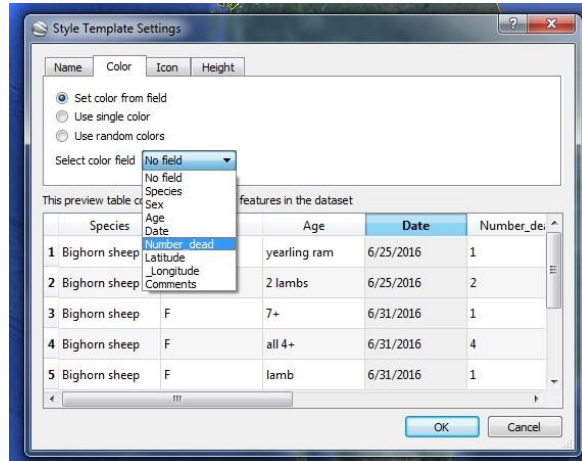 Style Template Settings
Name Color Icon Height
Set color from field
Use single color
Use random colors
Select color field No field
No field
Species
Sex
Age
Date
Number_dead
Latitude
_Longitude
Comments
This preview table features in the dataset
Species Age Date Number_
1 Bighorn sheep yearling ram 6/25/2016 1
2 Bighorn sheep 2 lambs 6/25/2016 2
3 Bighorn sheep F 7+ 6/31/2016 1
4 Bighorn sheep F all 4+ 6/31/2016 4
5 Bighorn sheep F lamb 6/31/2016 1
OK Cancel